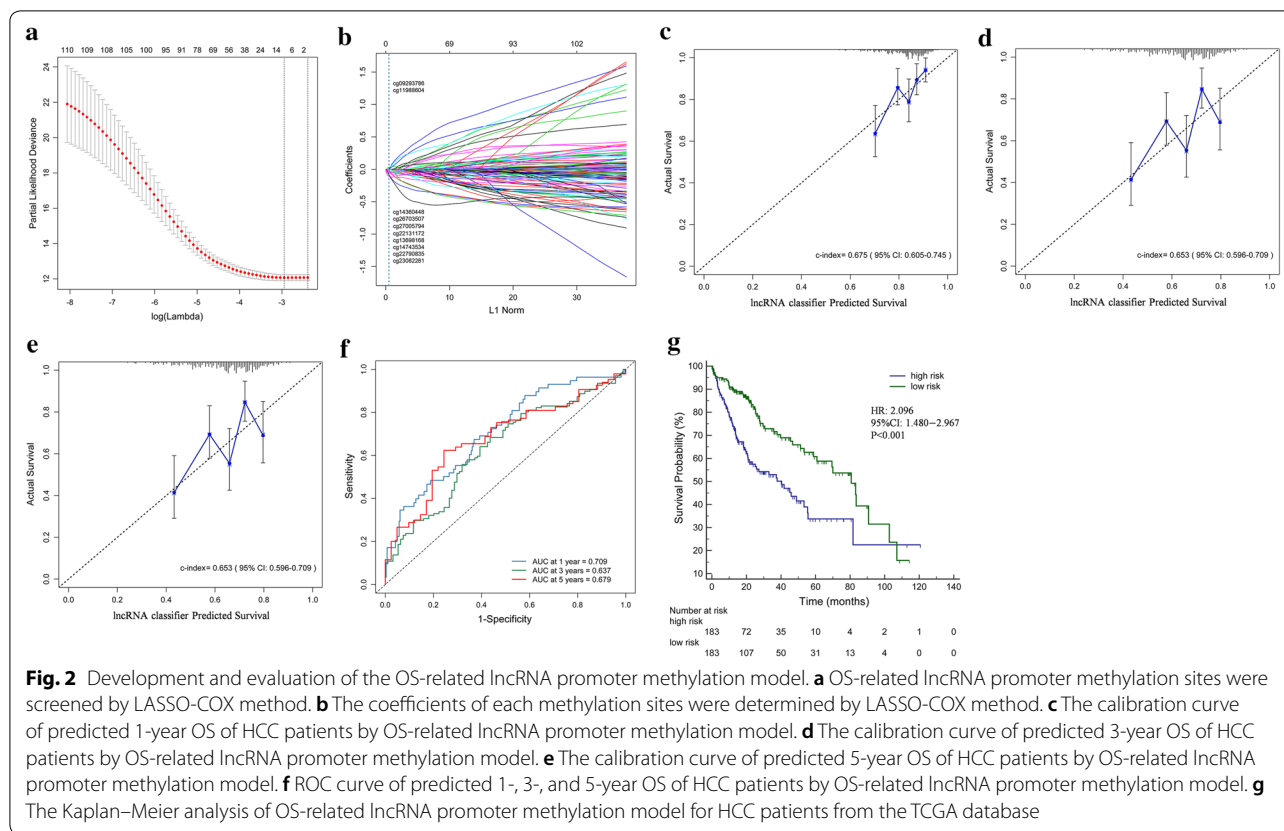 a
110 109 108 105 100 95 91 78 69 56 38 24 14 6 2
24
22
20
18
16
14
12
Partial Likelihood Deviance
-8 -7 -6 -5 -4 -3
log(Lambda)
b
0 69 93 102
1.5
1.0
0.5
0.0
-0.5
-1.0
-1.5
Coefficients
cg09293786
cg11988604
cg14360448
cg26703507
cg27005794
cg22131172
cg13698168
cg14743534
cg22790835
cg23062281
0 10 20 30
L1 Norm
c
1.0
0.8
0.6
0.4
0.2
0.0
Actual Survival
c-index= 0.675 ( 95% CI: 0.605-0.745)
0.0 0.2 0.4 0.6 0.8 1.0
lncRNA classifier Predicted Survival
d
1.0
0.8
0.6
0.4
0.2
0.0
Actual Survival
c-index= 0.653 ( 95% CI: 0.596-0.709)
0.0 0.2 0.4 0.6 0.8 1.0
lncRNA classifier Predicted Survival
e
1.0
0.8
0.6
0.4
0.2
0.0
Actual Survival
c-index= 0.653 ( 95% CI: 0.596-0.709)
0.0 0.2 0.4 0.6 0.8 1.0
lncRNA classifier Predicted Survival
f
1.0
0.8
0.6
0.4
0.2
0.0
Sensitivity
AUC at 1 year = 0.709
AUC at 3 years = 0.637
AUC at 5 years = 0.679
0.0 0.2 0.4 0.6 0.8 1.0
1-Specificity
g
100
90
80
70
60
50
40
30
20
10
Survival Probability (%)
high risk
low risk
HR: 2.096
95%CI: 1.480−2.967
P<0.001
0 20 40 60 80 100 120 140
Time (months)
Number at risk
high risk
183 72 35 10 4 2 1 0
low risk
183 107 50 31 13 4 0 0
Fig. 2 Development and evaluation of the OS-related lncRNA promoter methylation model. a OS-related lncRNA promoter methylation sites were
screened by LASSO-COX method. b The coefficients of each methylation sites were determined by LASSO-COX method. c The calibration curve
of predicted 1-year OS of HCC patients by OS-related lncRNA promoter methylation model. d The calibration curve of predicted 3-year OS of HCC
patients by OS-related lncRNA promoter methylation model. e The calibration curve of predicted 5-year OS of HCC patients by OS-related lncRNA
promoter methylation model. f ROC curve of predicted 1-, 3-, and 5-year OS of HCC patients by OS-related lncRNA promoter methylation model. g
The Kaplan–Meier analysis of OS-related lncRNA promoter methylation model for HCC patients from the TCGA database